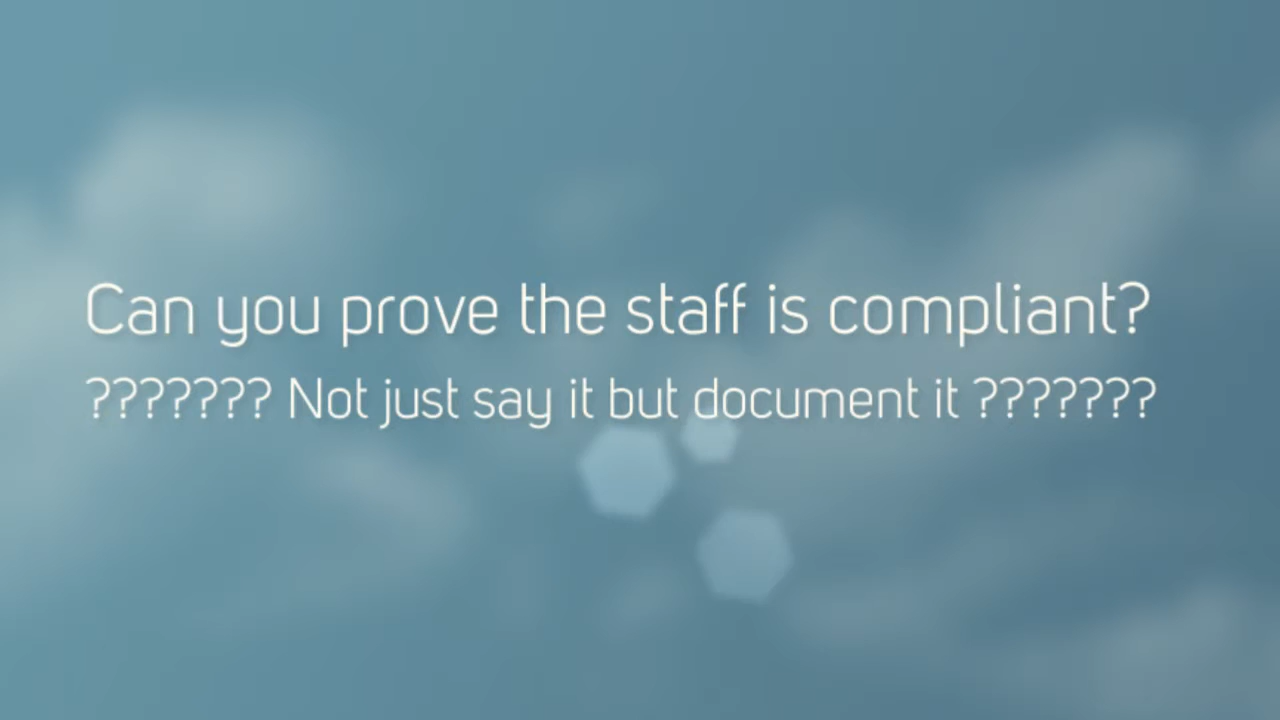 Can you prove the staff is compliant?
??????? Not just say it but document it ???????